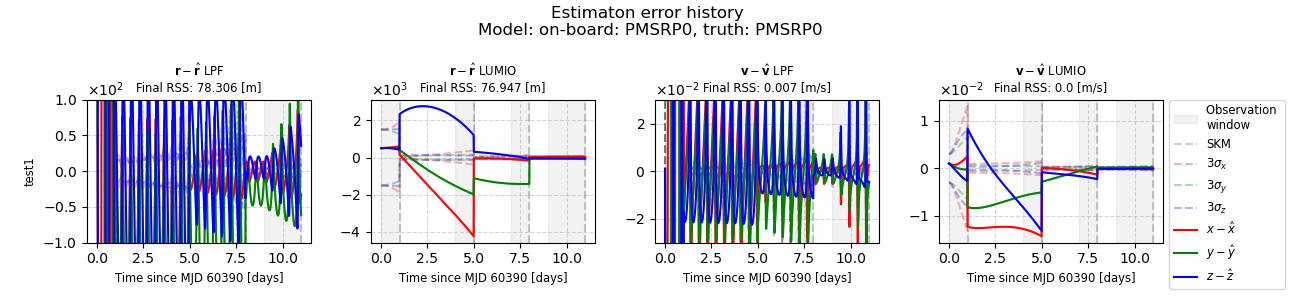 Estimaton error history
Model: on-board: PMSRP0, truth: PMSRP0
r − r̂ LPF
×10² Final RSS: 78.306 [m]
1.0
0.5
0.0
−0.5
−1.0
test1
0.0 2.5 5.0 7.5 10.0
Time since MJD 60390 [days]
r − r̂ LUMIO
×10³ Final RSS: 76.947 [m]
2
0
−2
−4
0.0 2.5 5.0 7.5 10.0
Time since MJD 60390 [days]
v − v̂ LPF
×10⁻² Final RSS: 0.007 [m/s]
2
0
−2
0.0 2.5 5.0 7.5 10.0
Time since MJD 60390 [days]
v − v̂ LUMIO
×10⁻² Final RSS: 0.0 [m/s]
1
0
−1
0.0 2.5 5.0 7.5 10.0
Time since MJD 60390 [days]
Observation
window
SKM
3σₓ
3σᵧ
3σ_z
x − x̂
y − ŷ
z − ẑ